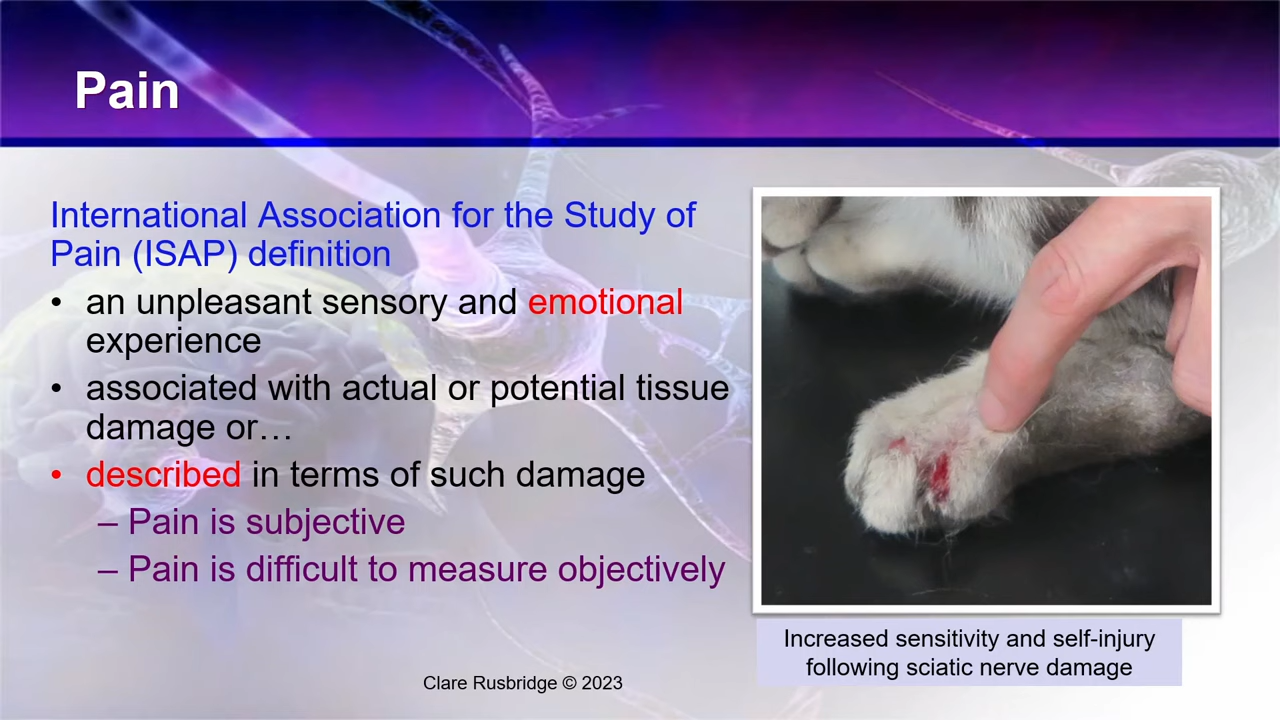 Pain
International Association for the Study of
Pain (ISAP) definition
• an unpleasant sensory and emotional
experience
• associated with actual or potential tissue
damage or…
• described in terms of such damage
– Pain is subjective
– Pain is difficult to measure objectively
Increased sensitivity and self-injury
following sciatic nerve damage
Clare Rusbridge © 2023